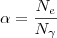 α = N_e / N_γ